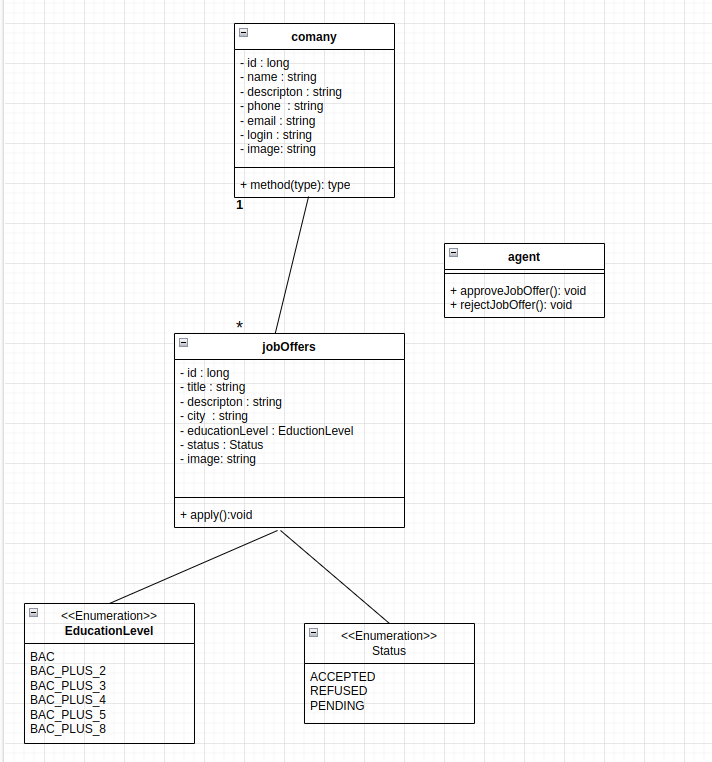 comany
- id : long
- name : string
- descripton : string
- phone : string
- email : string
- login : string
- image: string
+ method(type): type
1
agent
+ approveJobOffer(): void
+ rejectJobOffer(): void
*
jobOffers
- id : long
- title : string
- descripton : string
- city : string
- educationLevel : EductionLevel
- status : Status
- image: string
+ apply():void
<<Enumeration>>
EducationLevel
BAC
BAC_PLUS_2
BAC_PLUS_3
BAC_PLUS_4
BAC_PLUS_5
BAC_PLUS_8
<<Enumeration>>
Status
ACCEPTED
REFUSED
PENDING